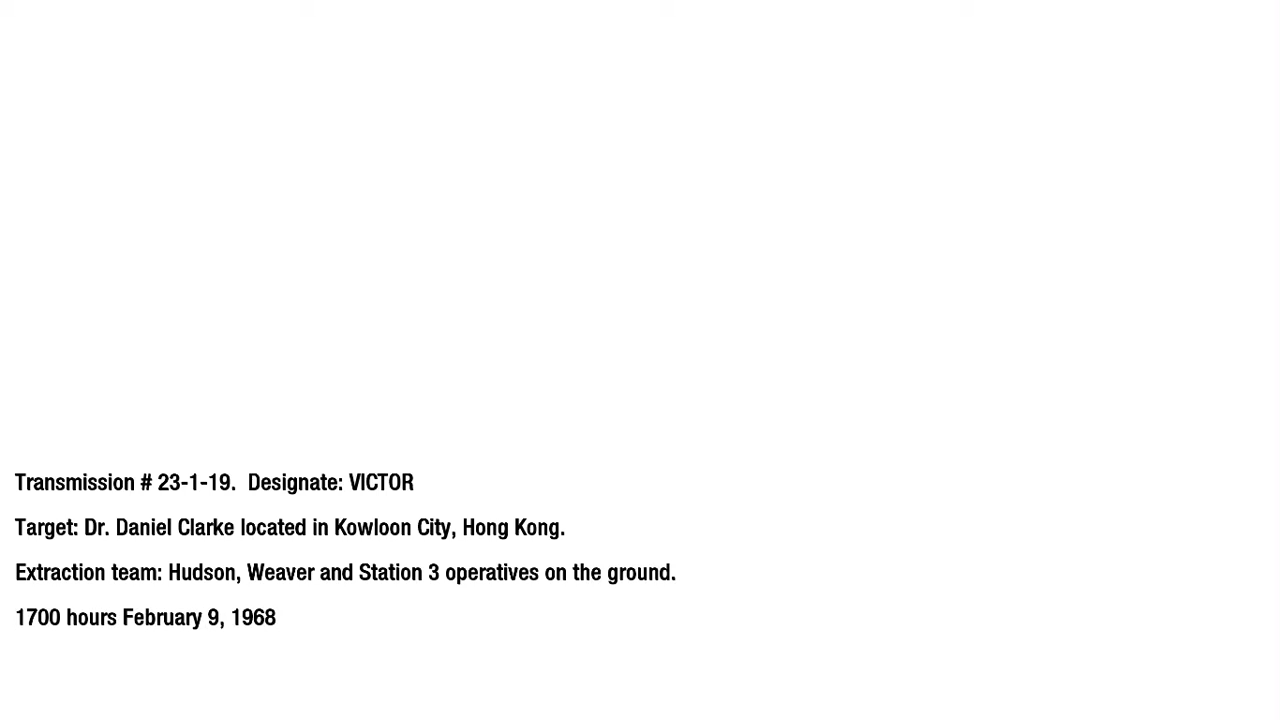 Transmission # 23-1-19.  Designate: VICTOR
Target: Dr. Daniel Clarke located in Kowloon City, Hong Kong.
Extraction team: Hudson, Weaver and Station 3 operatives on the ground.
1700 hours February 9, 1968